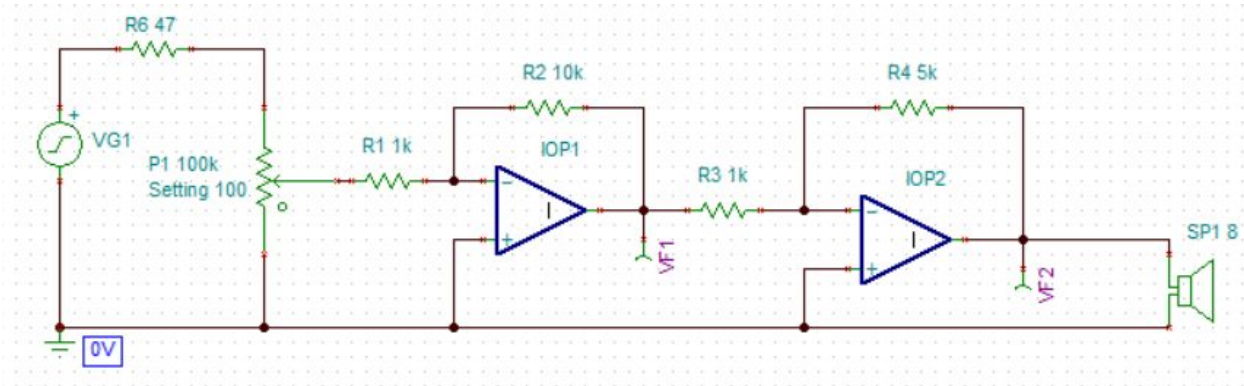 R6 47
VG1
+
P1 100k
Setting 100
R1 1k
R2 10k
IOP1
-
+
VF1
R3 1k
R4 5k
IOP2
-
+
VF2
SP1 8
0V